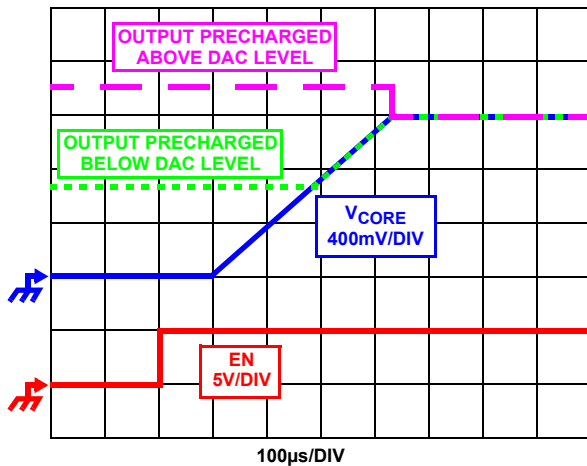 OUTPUT PRECHARGED
ABOVE DAC LEVEL
OUTPUT PRECHARGED
BELOW DAC LEVEL
VCORE
400mV/DIV
EN
5V/DIV
100µs/DIV